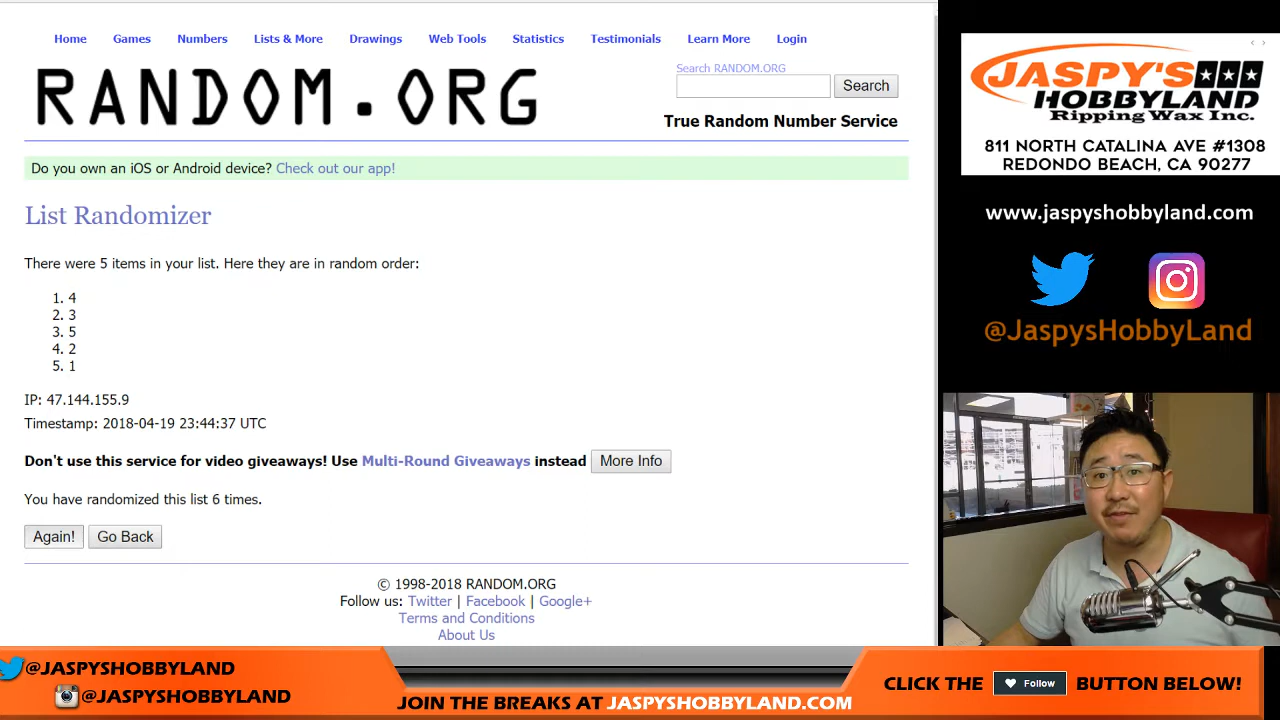 Home Games Numbers Lists & More Drawings Web Tools Statistics Testimonials Learn More Login
RANDOM.ORG
Search RANDOM.ORG
Search
True Random Number Service
Do you own an iOS or Android device? Check out our app!
List Randomizer
There were 5 items in your list. Here they are in random order:
1. 4
2. 3
3. 5
4. 2
5. 1
IP: 47.144.155.9
Timestamp: 2018-04-19 23:44:37 UTC
Don't use this service for video giveaways! Use Multi-Round Giveaways instead More Info
You have randomized this list 6 times.
Again! Go Back
© 1998-2018 RANDOM.ORG
Follow us: Twitter | Facebook | Google+
Terms and Conditions
About Us
JASPY'S
HOBBYLAND
Ripping Wax Inc.
811 NORTH CATALINA AVE #1308
REDONDO BEACH, CA 90277
www.jaspyshobbyland.com
@JaspysHobbyLand
@JASPYSHOBBYLAND
@JASPYSHOBBYLAND
JOIN THE BREAKS AT JASPYSHOBBYLAND.COM
CLICK THE Follow BUTTON BELOW!